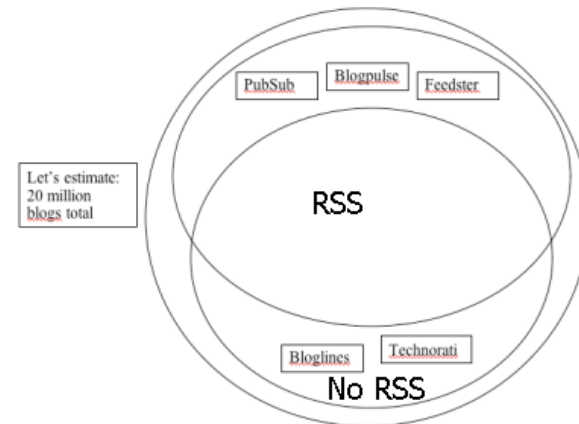 PubSub
Blogpulse
Feedster
Let's estimate:
20 million
blogs total
RSS
Bloglines
Technorati
No RSS